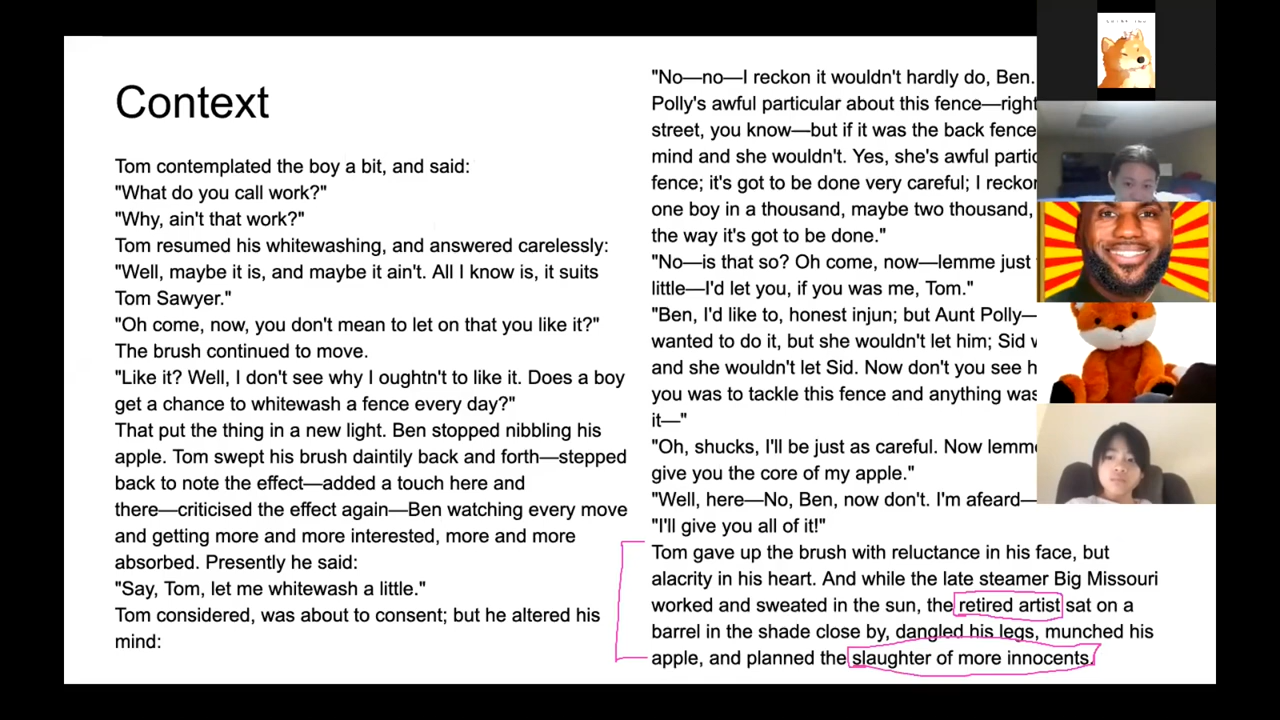 Context
Tom contemplated the boy a bit, and said:
"What do you call work?"
"Why, ain't that work?"
Tom resumed his whitewashing, and answered carelessly:
"Well, maybe it is, and maybe it ain't. All I know is, it suits
Tom Sawyer."
"Oh come, now, you don't mean to let on that you like it?"
The brush continued to move.
"Like it? Well, I don't see why I oughtn't to like it. Does a boy
get a chance to whitewash a fence every day?"
That put the thing in a new light. Ben stopped nibbling his
apple. Tom swept his brush daintily back and forth—stepped
back to note the effect—added a touch here and
there—criticised the effect again—Ben watching every move
and getting more and more interested, more and more
absorbed. Presently he said:
"Say, Tom, let me whitewash a little."
Tom considered, was about to consent; but he altered his
mind:
"No—no—I reckon it wouldn't hardly do, Ben.
Polly's awful particular about this fence—right
street, you know—but if it was the back fence
mind and she wouldn't. Yes, she's awful
fence; it's got to be done very careful; I
one boy in a thousand, maybe two thousand,
the way it's got to be done."
"No—is that so? Oh come, now—lemme just
little—I'd let you, if you was me, Tom."
"Ben, I'd like to, honest injun; but Aunt Polly—
wanted to do it, but she wouldn't let him; Sid
and she wouldn't let Sid. Now don't you see
you was to tackle this fence and anything was
it—"
"Oh, shucks, I'll be just as careful. Now
give you the core of my apple."
"Well, here—No, Ben, now don't. I'm afeard—
"I'll give you all of it!"
Tom gave up the brush with reluctance in his face, but
alacrity in his heart. And while the late steamer Big Missouri
worked and sweated in the sun, the retired artist sat on a
barrel in the shade close by, dangled his legs, munched his
apple, and planned the slaughter of more innocents.